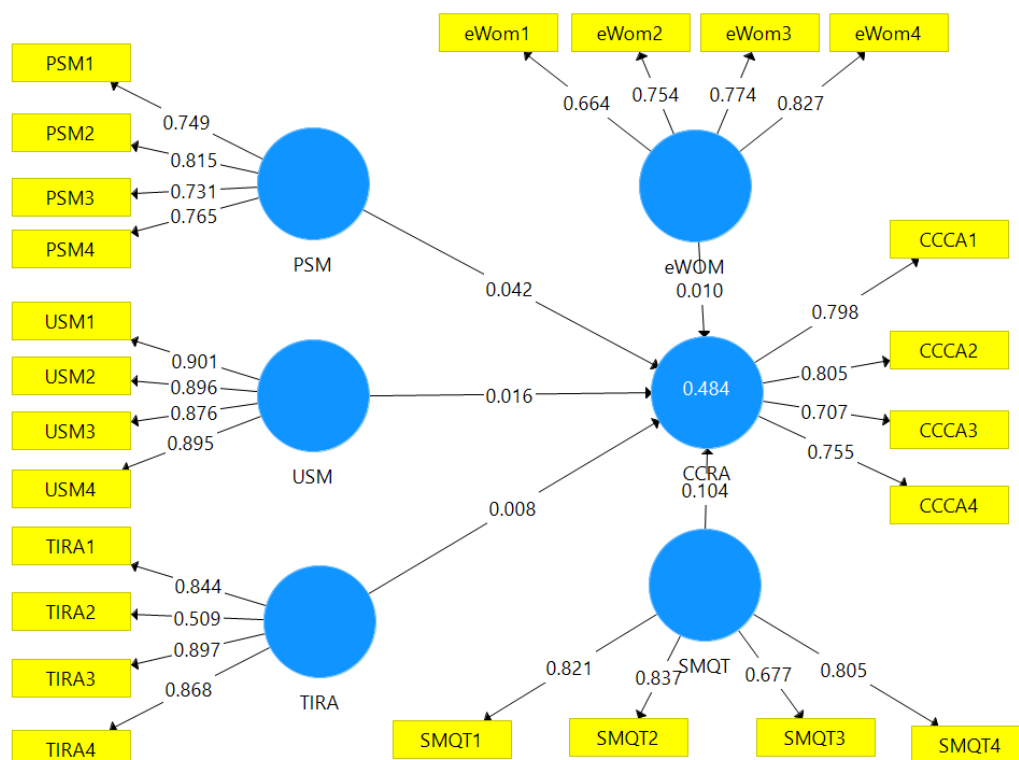 eWom1
eWom2
eWom3
eWom4
0.664
0.754
0.774
0.827
eWOM
0.010
PSM1
PSM2
PSM3
PSM4
0.749
0.815
0.731
0.765
PSM
0.042
USM1
USM2
USM3
USM4
0.901
0.896
0.876
0.895
USM
0.016
TIRA1
TIRA2
TIRA3
TIRA4
0.844
0.509
0.897
0.868
TIRA
0.008
0.484
CCRA
0.104
CCCA1
CCCA2
CCCA3
CCCA4
0.798
0.805
0.707
0.755
SMQT
0.821
0.837
0.677
0.805
SMQT1
SMQT2
SMQT3
SMQT4